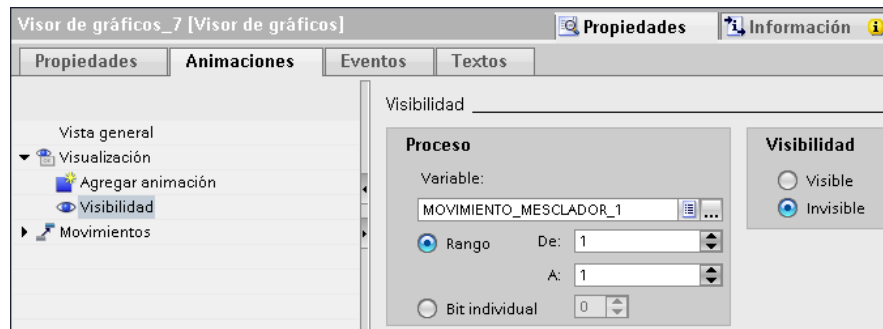 Visor de gráficos_7 [Visor de gráficos]
Propiedades
Información
Propiedades
Animaciones
Eventos
Textos
Vista general
Visualización
Agregar animación
Visibilidad
Movimientos
Visibilidad
Proceso
Variable:
MOVIMIENTO_MESCLADOR_1
...
Rango De: 1
A: 1
Bit individual 0
Visibilidad
Visible
Invisible